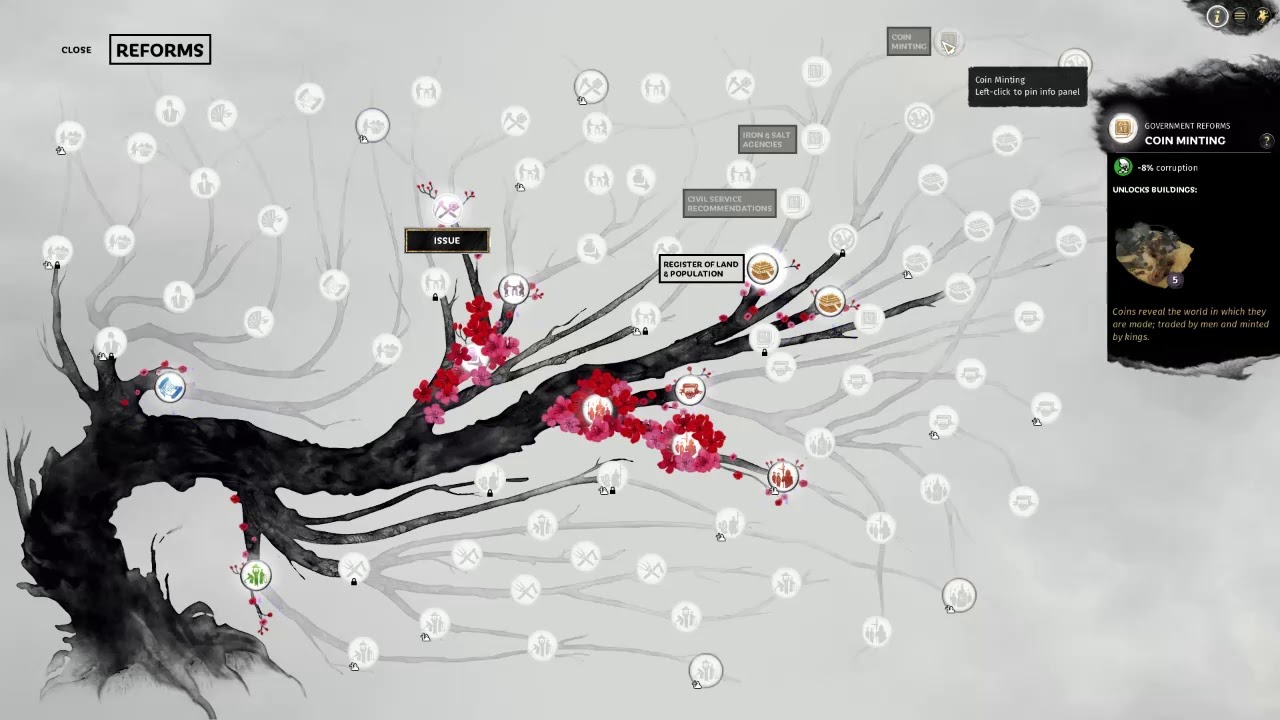 CLOSE
REFORMS
COIN
MINTING
Coin Minting
Left-click to pin info panel
GOVERNMENT REFORMS
COIN MINTING
?
-8% corruption
UNLOCKS BUILDINGS:
5
Coins reveal the world in which they
are made; traded by men and minted
by kings.
IRON & SALT
AGENCIES
CIVIL SERVICE
RECOMMENDATIONS
ISSUE
REGISTER OF LAND
& POPULATION